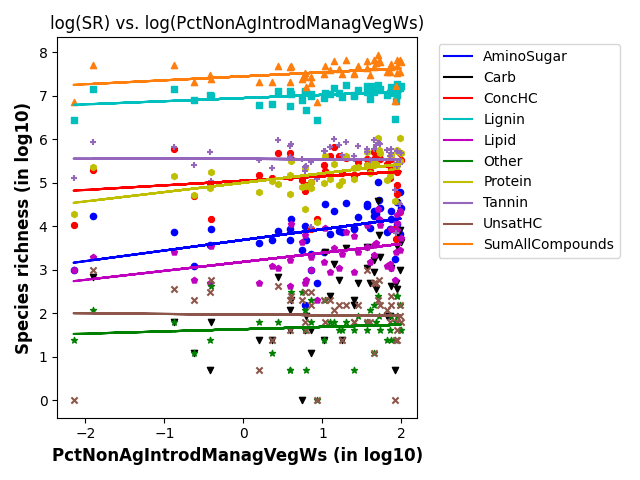 log(SR) vs. log(PctNonAgIntrodManagVegWs)
Species richness (in log10)
8
7
6
5
4
3
2
1
0
−2
−1
0
1
2
PctNonAgIntrodManagVegWs (in log10)
AminoSugar
Carb
ConcHC
Lignin
Lipid
Other
Protein
Tannin
UnsatHC
SumAllCompounds